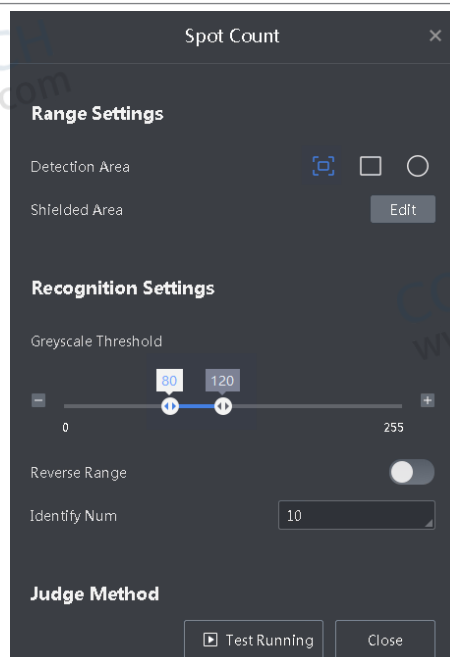 Spot Count
Range Settings
Detection Area
Shielded Area Edit
Recognition Settings
Greyscale Threshold
80 120
0 255
Reverse Range
Identify Num 10
Judge Method
Test Running Close